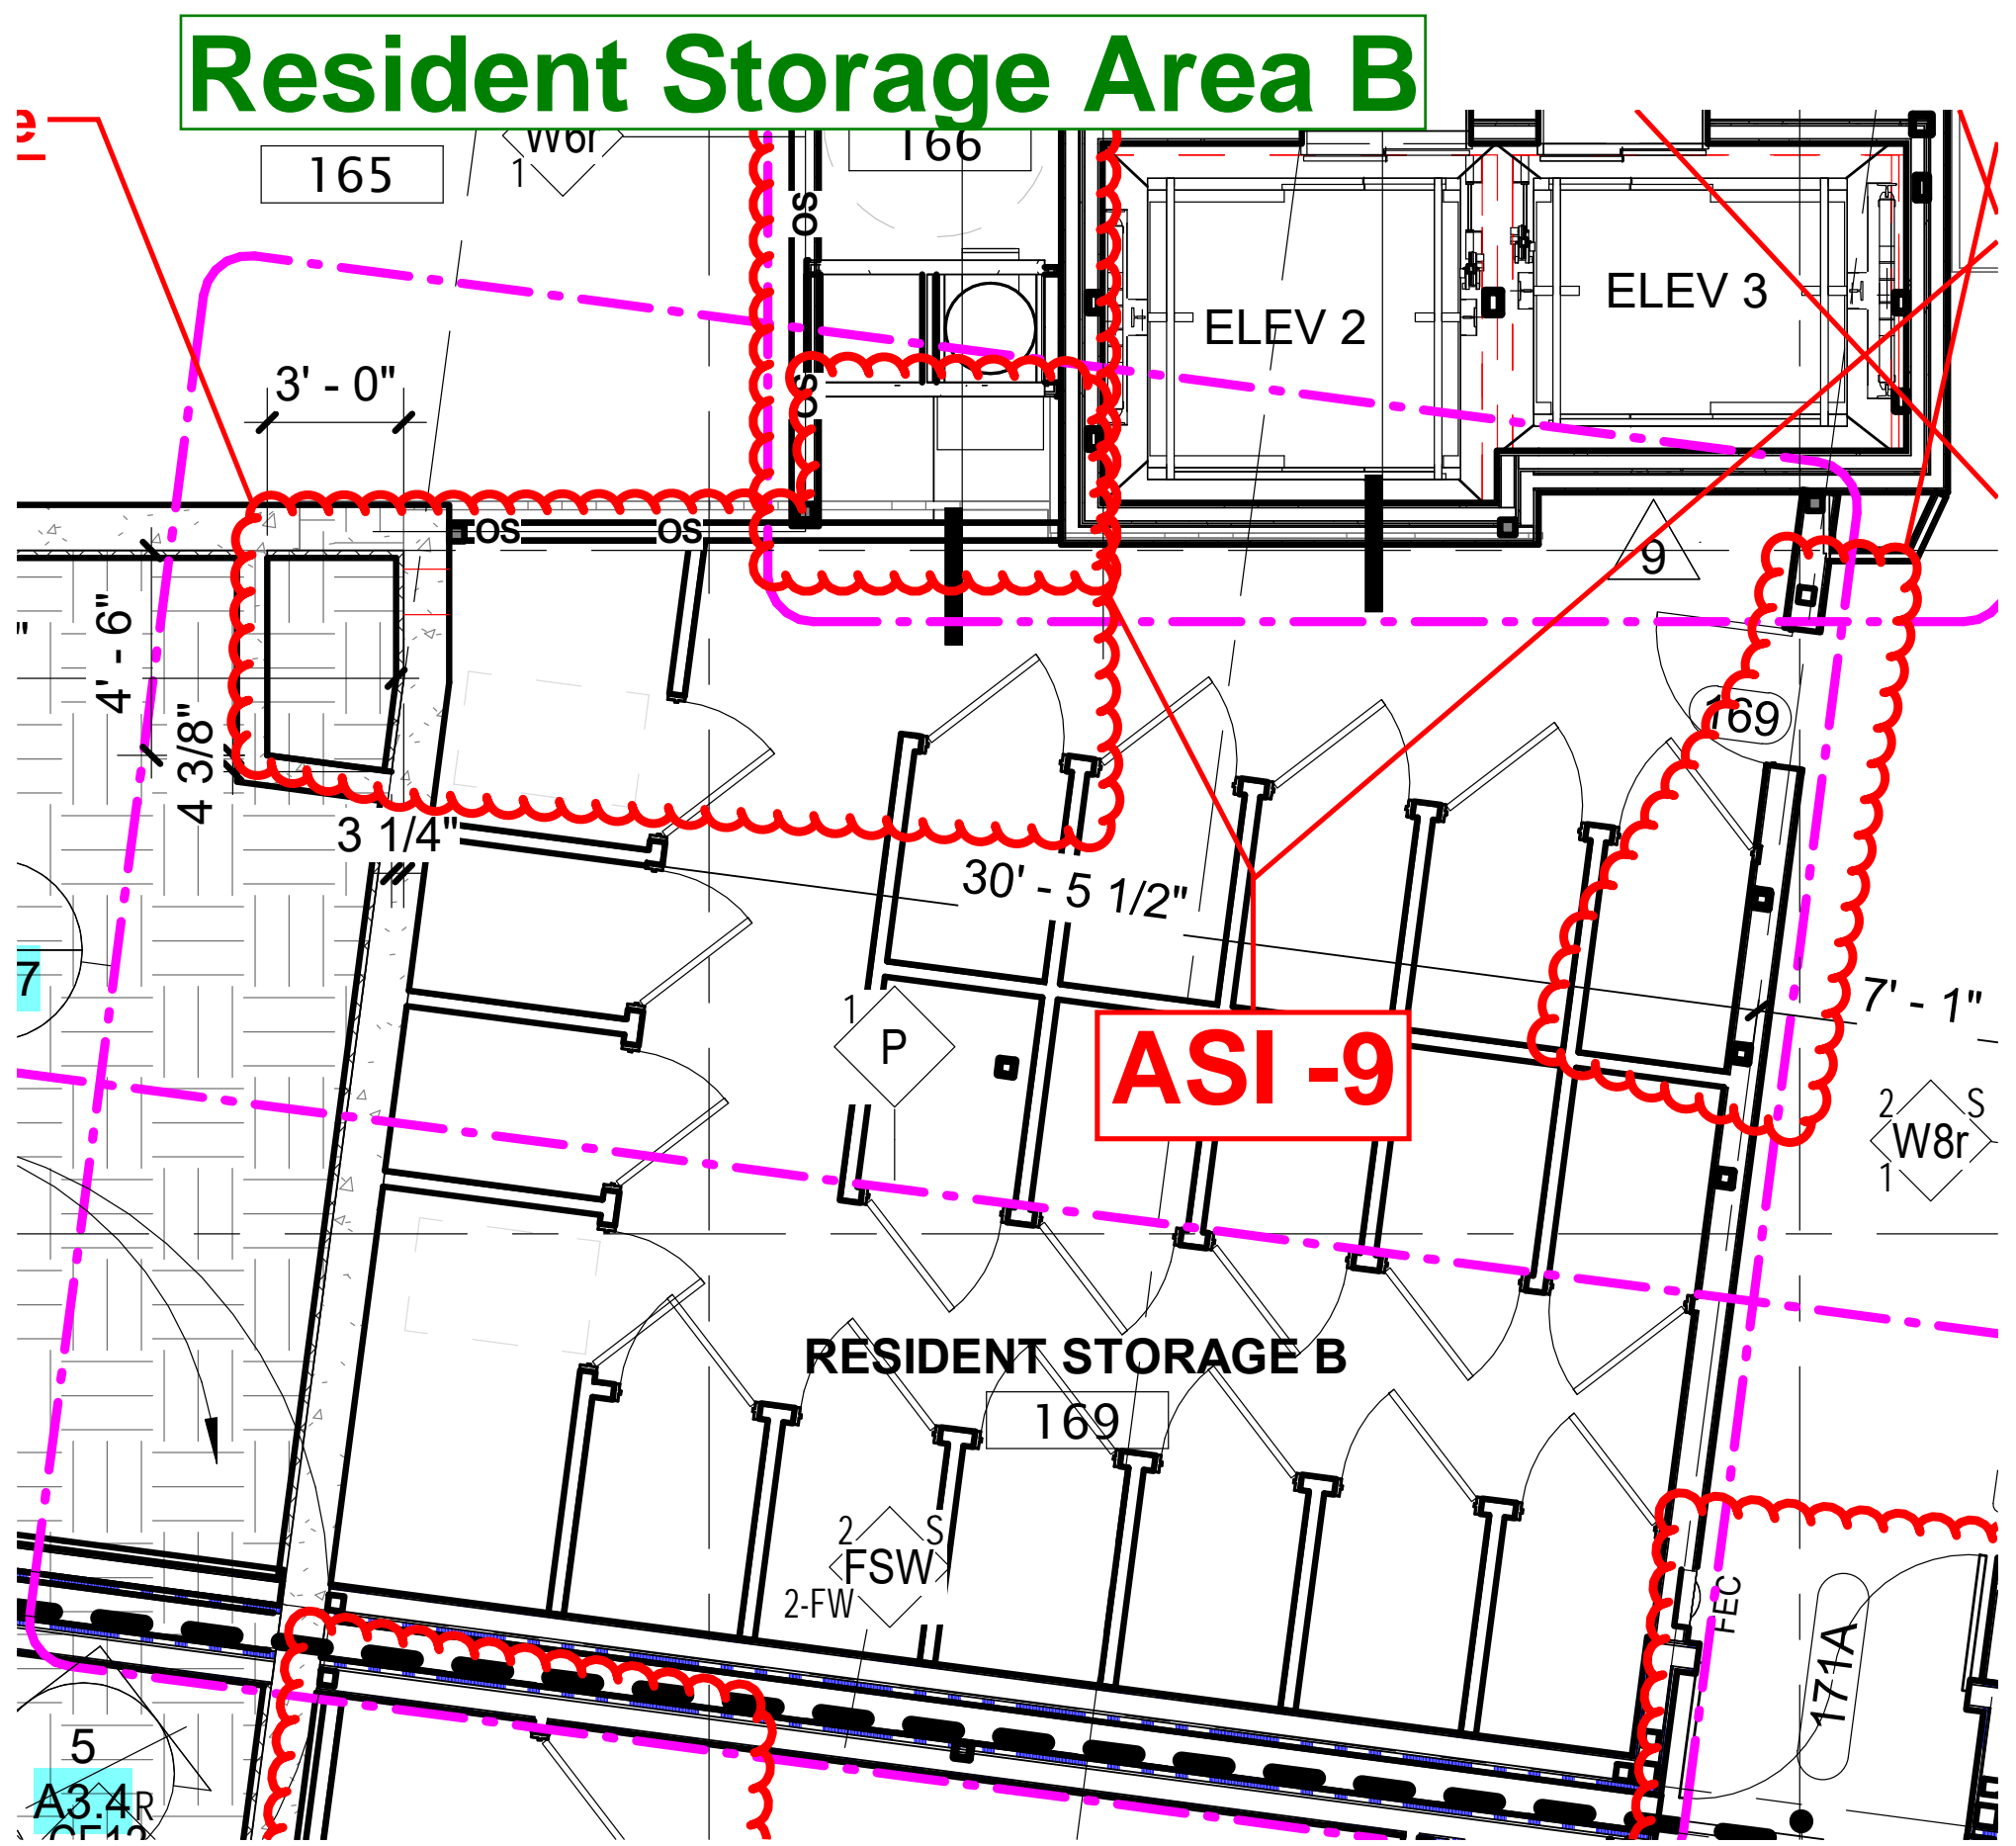 Resident Storage Area B
e
165
W6r
1
166
OS
ELEV 2
ELEV 3
3' - 0"
OS
OS
OS
9
"
4' - 6"
4 3/8"
169
3 1/4"
30' - 5 1/2"
7
7' - 1"
1
P
ASI -9
2
S
W8r
1
RESIDENT STORAGE B
169
2
S
FSW
2-FW
FEC
171A
5
A3.4
R